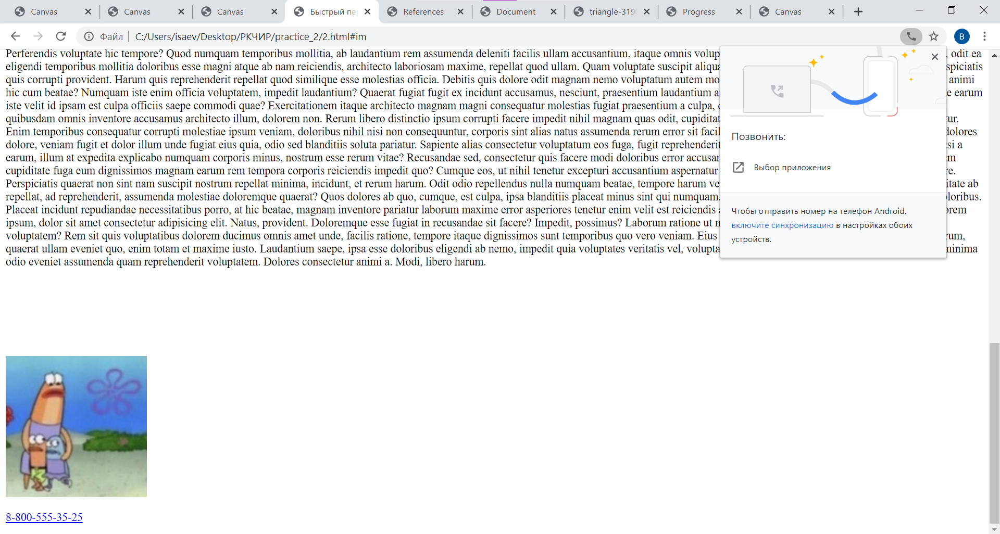 Canvas
Canvas
Canvas
Быстрый пе
References
Document
triangle-319
Progress
Canvas
Файл
C:/Users/isaev/Desktop/РКЧИР/practice_2/2.html#im
B
Perferendis voluptate hic tempore? Quod numquam temporibus mollitia, ab laudantium rem assumenda deleniti facilis ullam accusantium, itaque omnis volup , odit ea
eligendi temporibus mollitia doloribus esse magni atque ab nam reiciendis, architecto laboriosam maxime, repellat quod ullam. Quam voluptate suscipit aliqua spiciatis
quis corrupti provident. Harum quis reprehenderit repellat quod similique esse molestias officia. Debitis quis dolore odit magnam nemo voluptatum autem mo animi
hic cum beatae? Numquam iste enim officia voluptatem, impedit laudantium? Quaerat fugiat fugit ex incidunt accusamus, nesciunt, praesentium laudantium a e earum
iste velit id ipsam est culpa officiis saepe commodi quae? Exercitationem itaque architecto magnam magni consequatur molestias fugiat praesentium a culpa,
quibusdam omnis inventore accusamus architecto illum, dolorem non. Rerum libero distinctio ipsum corrupti facere impedit nihil magnam quas odit, cupiditat tur.
Enim temporibus consequatur corrupti molestiae ipsum veniam, doloribus nihil nisi non consequuntur, corporis sint alias natus assumenda rerum error sit facil dolores
dolore, veniam fugit et dolor illum unde fugiat eius quia, odio sed blanditiis soluta pariatur. Sapiente alias consectetur voluptatum eos fuga, fugit reprehenderit si a
earum, illum at expedita explicabo numquam corporis minus, nostrum esse rerum vitae? Recusandae sed, consectetur quis facere modi doloribus error accusan m
cupiditate fuga eum dignissimos magnam earum rem tempora corporis reiciendis impedit quo? Cumque eos, ut nihil tenetur excepturi accusantium aspernatur re.
Perspiciatis quaerat non sint nam suscipit nostrum repellat minima, incidunt, et rerum harum. Odit odio repellendus nulla numquam beatae, tempore harum ve itate ab
repellat, ad reprehenderit, assumenda molestiae doloremque quaerat? Quos dolores ab quo, cumque, est culpa, ipsa blanditiis placeat minus sint qui numquam. loribus.
Placeat incidunt repudiandae necessitatibus porro, at hic beatae, magnam inventore pariatur laborum maxime error asperiores tenetur enim velit est reiciendis a orem
ipsum, dolor sit amet consectetur adipisicing elit. Natus, provident. Doloremque esse fugiat in recusandae sit facere? Impedit, possimus? Laborum ratione ut n
voluptatem? Rem sit quis voluptatibus dolorem ducimus omnis amet unde, facilis ratione, tempore itaque dignissimos sunt temporibus quo vero veniam. Eius rum,
quaerat ullam eveniet quo, enim totam et maxime iusto. Laudantium saepe, ipsa esse doloribus eligendi ab nemo, impedit quia voluptates veritatis vel, volupta minima
odio eveniet assumenda quam reprehenderit voluptatem. Dolores consectetur animi a. Modi, libero harum.
Позвонить:
Выбор приложения
Чтобы отправить номер на телефон Android,
включите синхронизацию в настройках обоих
устройств.
8-800-555-35-25